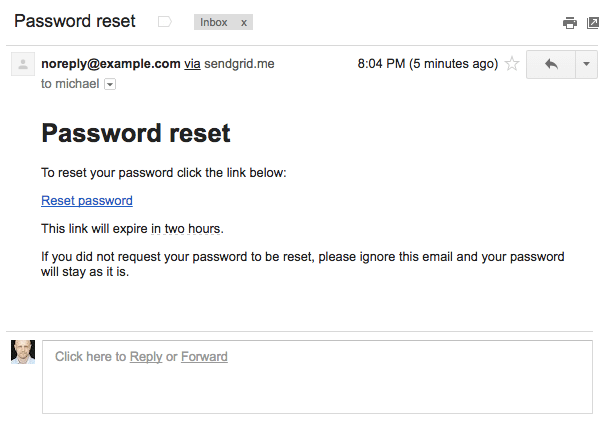 Password reset
Inbox x
noreply@example.com via sendgrid.me
8:04 PM (5 minutes ago)
to michael
Password reset
To reset your password click the link below:
Reset password
This link will expire in two hours.
If you did not request your password to be reset, please ignore this email and your password
will stay as it is.
Click here to Reply or Forward